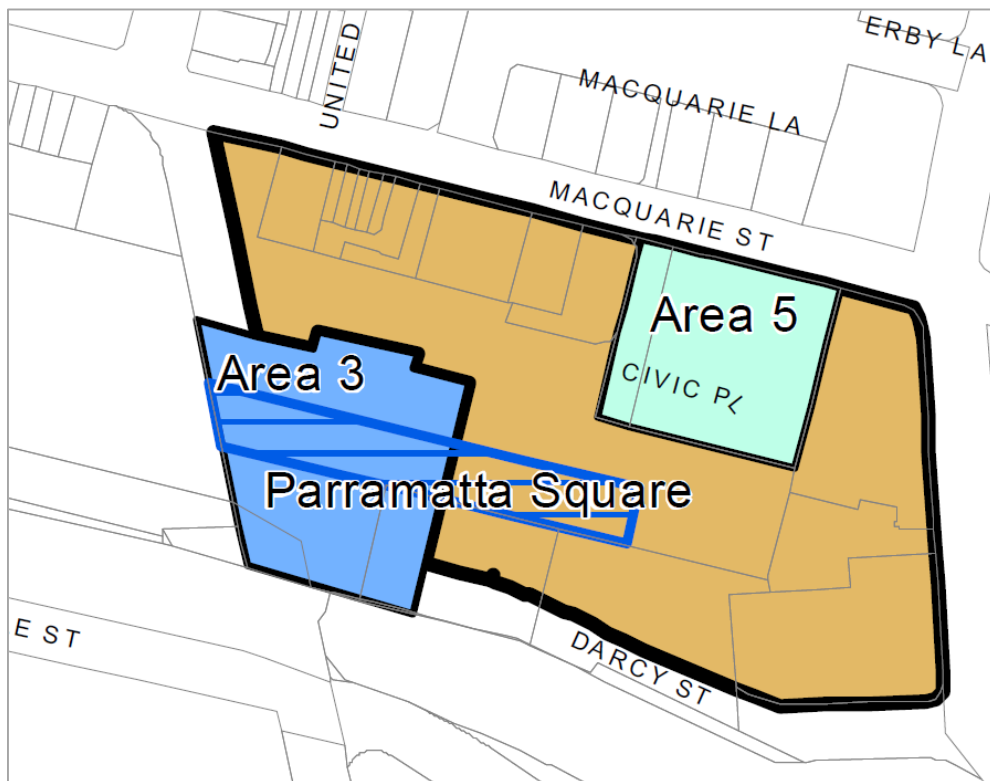 ERBY LA
UNITED
MACQUARIE LA
MACQUARIE ST
Area 5
CIVIC PL
Area 3
Parramatta Square
E ST
DARCY ST